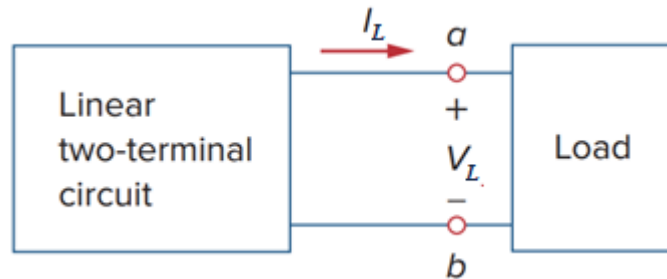 I_L
a
Linear
two-terminal
circuit
+
V_L.
−
Load
b